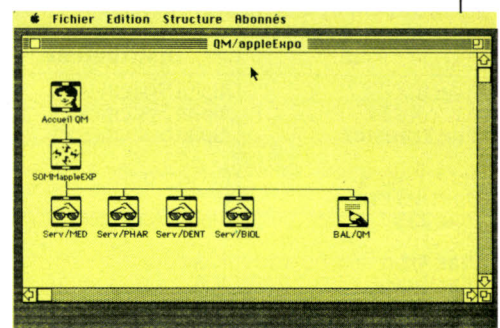 Fichier Edition Structure Abonnés
QM/appleExpo
Accueil QM
SOMMappleEXP
Serv/MED Serv/PHAR Serv/DENT Serv/BIOL BAL/QM